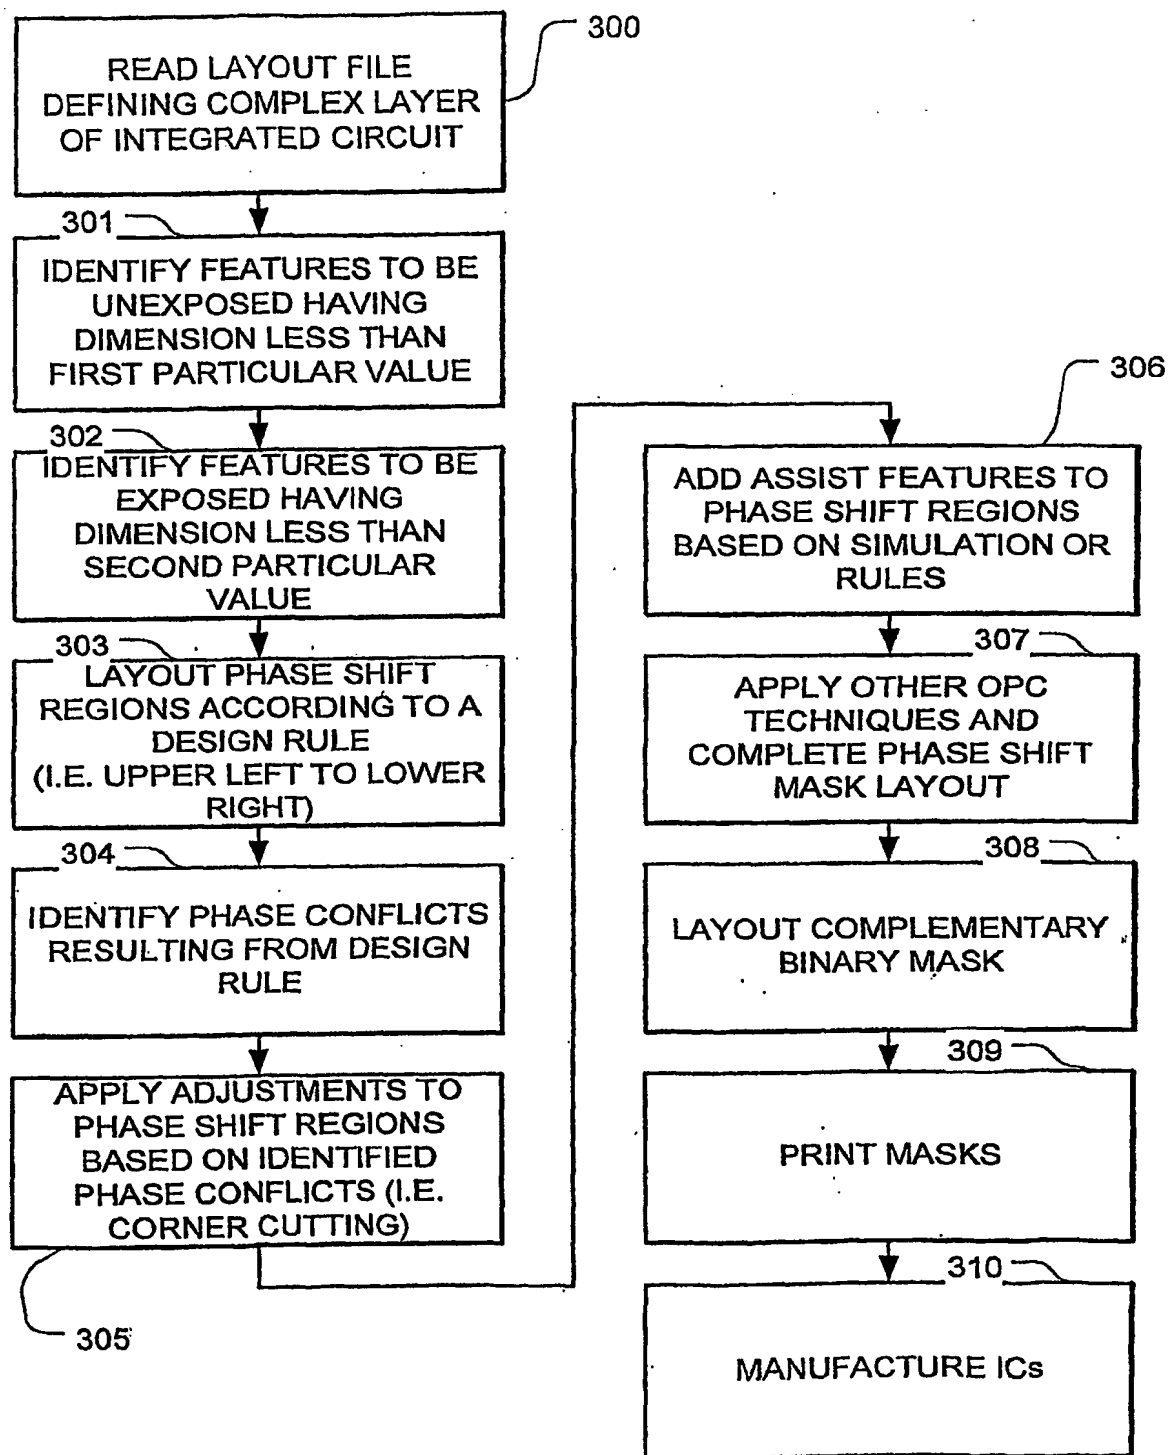 300
READ LAYOUT FILE
DEFINING COMPLEX LAYER
OF INTEGRATED CIRCUIT
301
IDENTIFY FEATURES TO BE
UNEXPOSED HAVING
DIMENSION LESS THAN
FIRST PARTICULAR VALUE
302
IDENTIFY FEATURES TO BE
EXPOSED HAVING
DIMENSION LESS THAN
SECOND PARTICULAR
VALUE
303
LAYOUT PHASE SHIFT
REGIONS ACCORDING TO A
DESIGN RULE
(I.E. UPPER LEFT TO LOWER
RIGHT)
304
IDENTIFY PHASE CONFLICTS
RESULTING FROM DESIGN
RULE
APPLY ADJUSTMENTS TO
PHASE SHIFT REGIONS
BASED ON IDENTIFIED
PHASE CONFLICTS (I.E.
CORNER CUTTING)
305
306
ADD ASSIST FEATURES TO
PHASE SHIFT REGIONS
BASED ON SIMULATION OR
RULES
307
APPLY OTHER OPC
TECHNIQUES AND
COMPLETE PHASE SHIFT
MASK LAYOUT
308
LAYOUT COMPLEMENTARY
BINARY MASK
309
PRINT MASKS
310
MANUFACTURE ICs